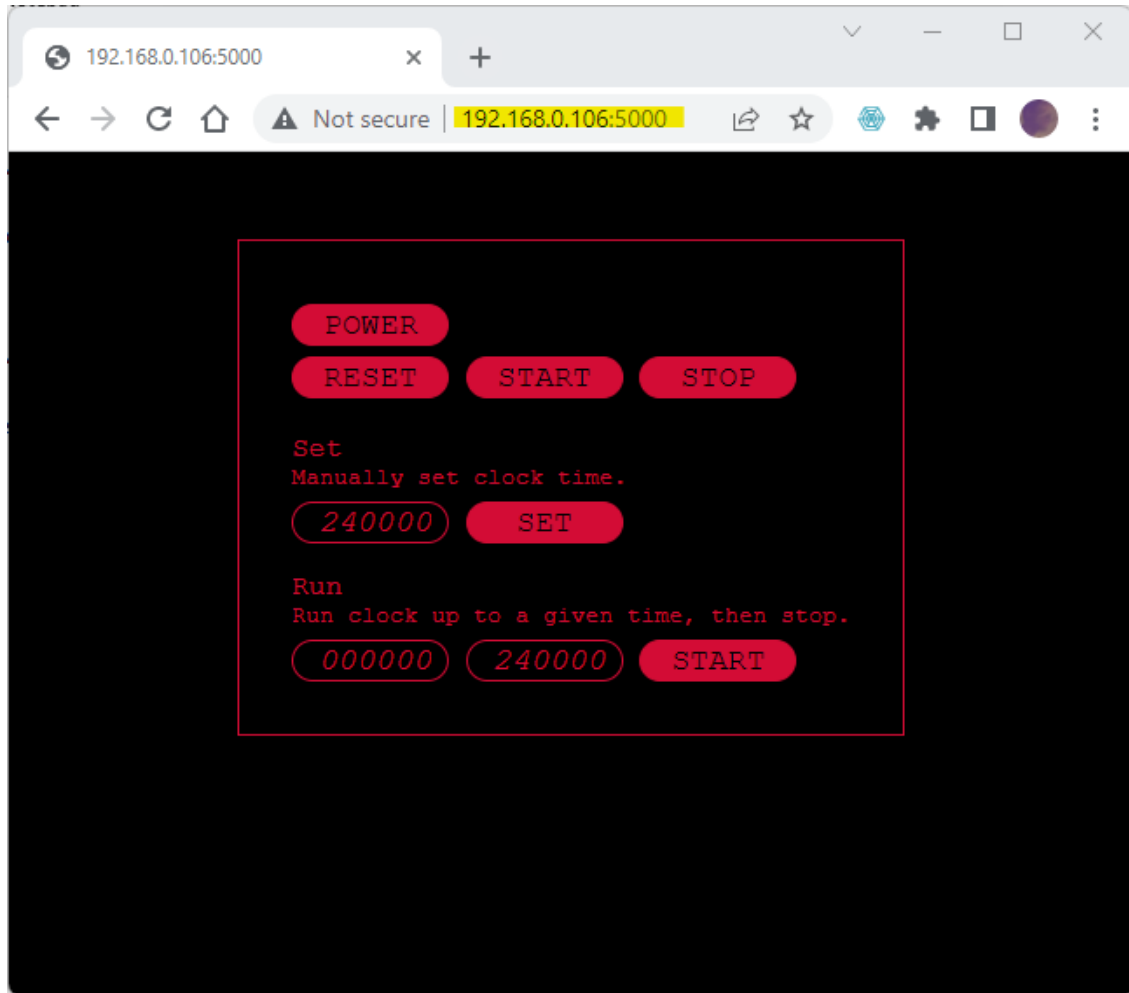 192.168.0.106:5000
Not secure 192.168.0.106:5000
POWER
RESET START STOP
Set
Manually set clock time.
240000 SET
Run
Run clock up to a given time, then stop.
000000 240000 START